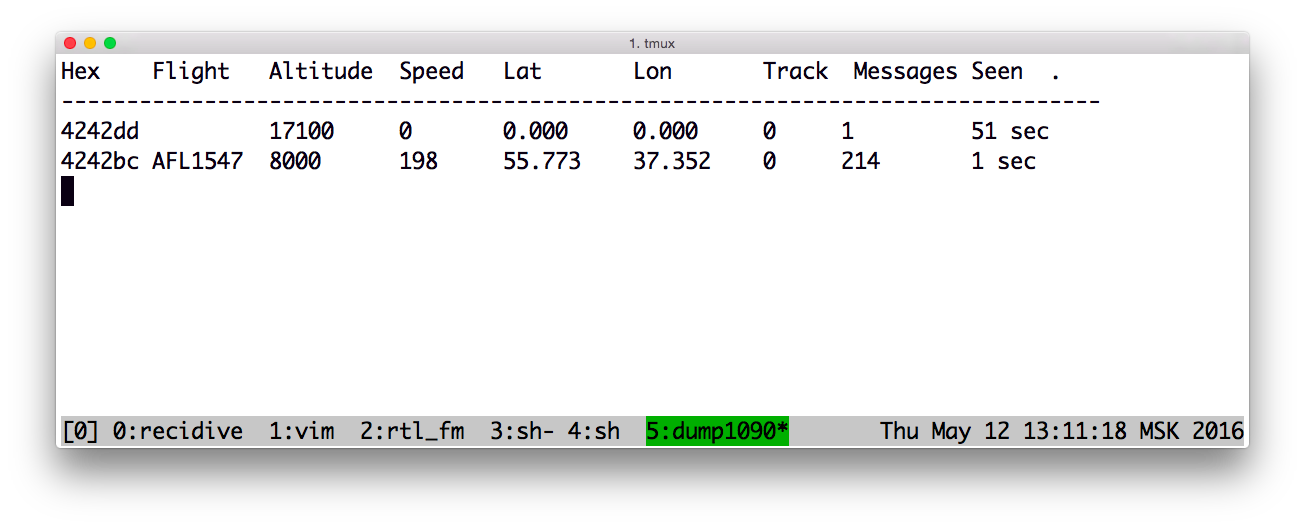 1. tmux
Hex    Flight   Altitude  Speed   Lat       Lon       Track  Messages Seen  .
--------------------------------------------------------------------------------
4242dd          17100     0       0.000     0.000     0     1         51 sec
4242bc AFL1547  8000      198     55.773    37.352    0     214       1 sec
[0] 0:recidive  1:vim  2:rtl_fm  3:sh- 4:sh  5:dump1090*       Thu May 12 13:11:18 MSK 2016